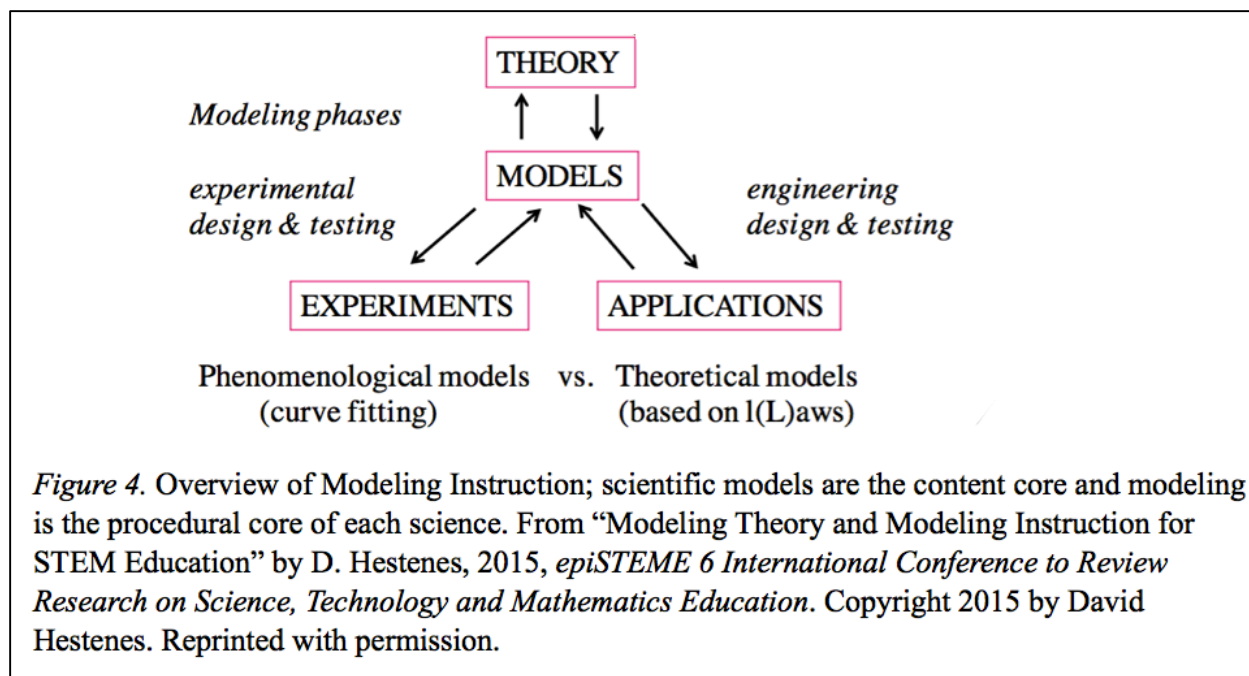 THEORY
Modeling phases
MODELS
experimental
design & testing
engineering
design & testing
EXPERIMENTS
APPLICATIONS
Phenomenological models vs. Theoretical models
(curve fitting) (based on l(L)aws)
Figure 4. Overview of Modeling Instruction; scientific models are the content core and modeling
is the procedural core of each science. From “Modeling Theory and Modeling Instruction for
STEM Education” by D. Hestenes, 2015, epiSTEME 6 International Conference to Review
Research on Science, Technology and Mathematics Education. Copyright 2015 by David
Hestenes. Reprinted with permission.